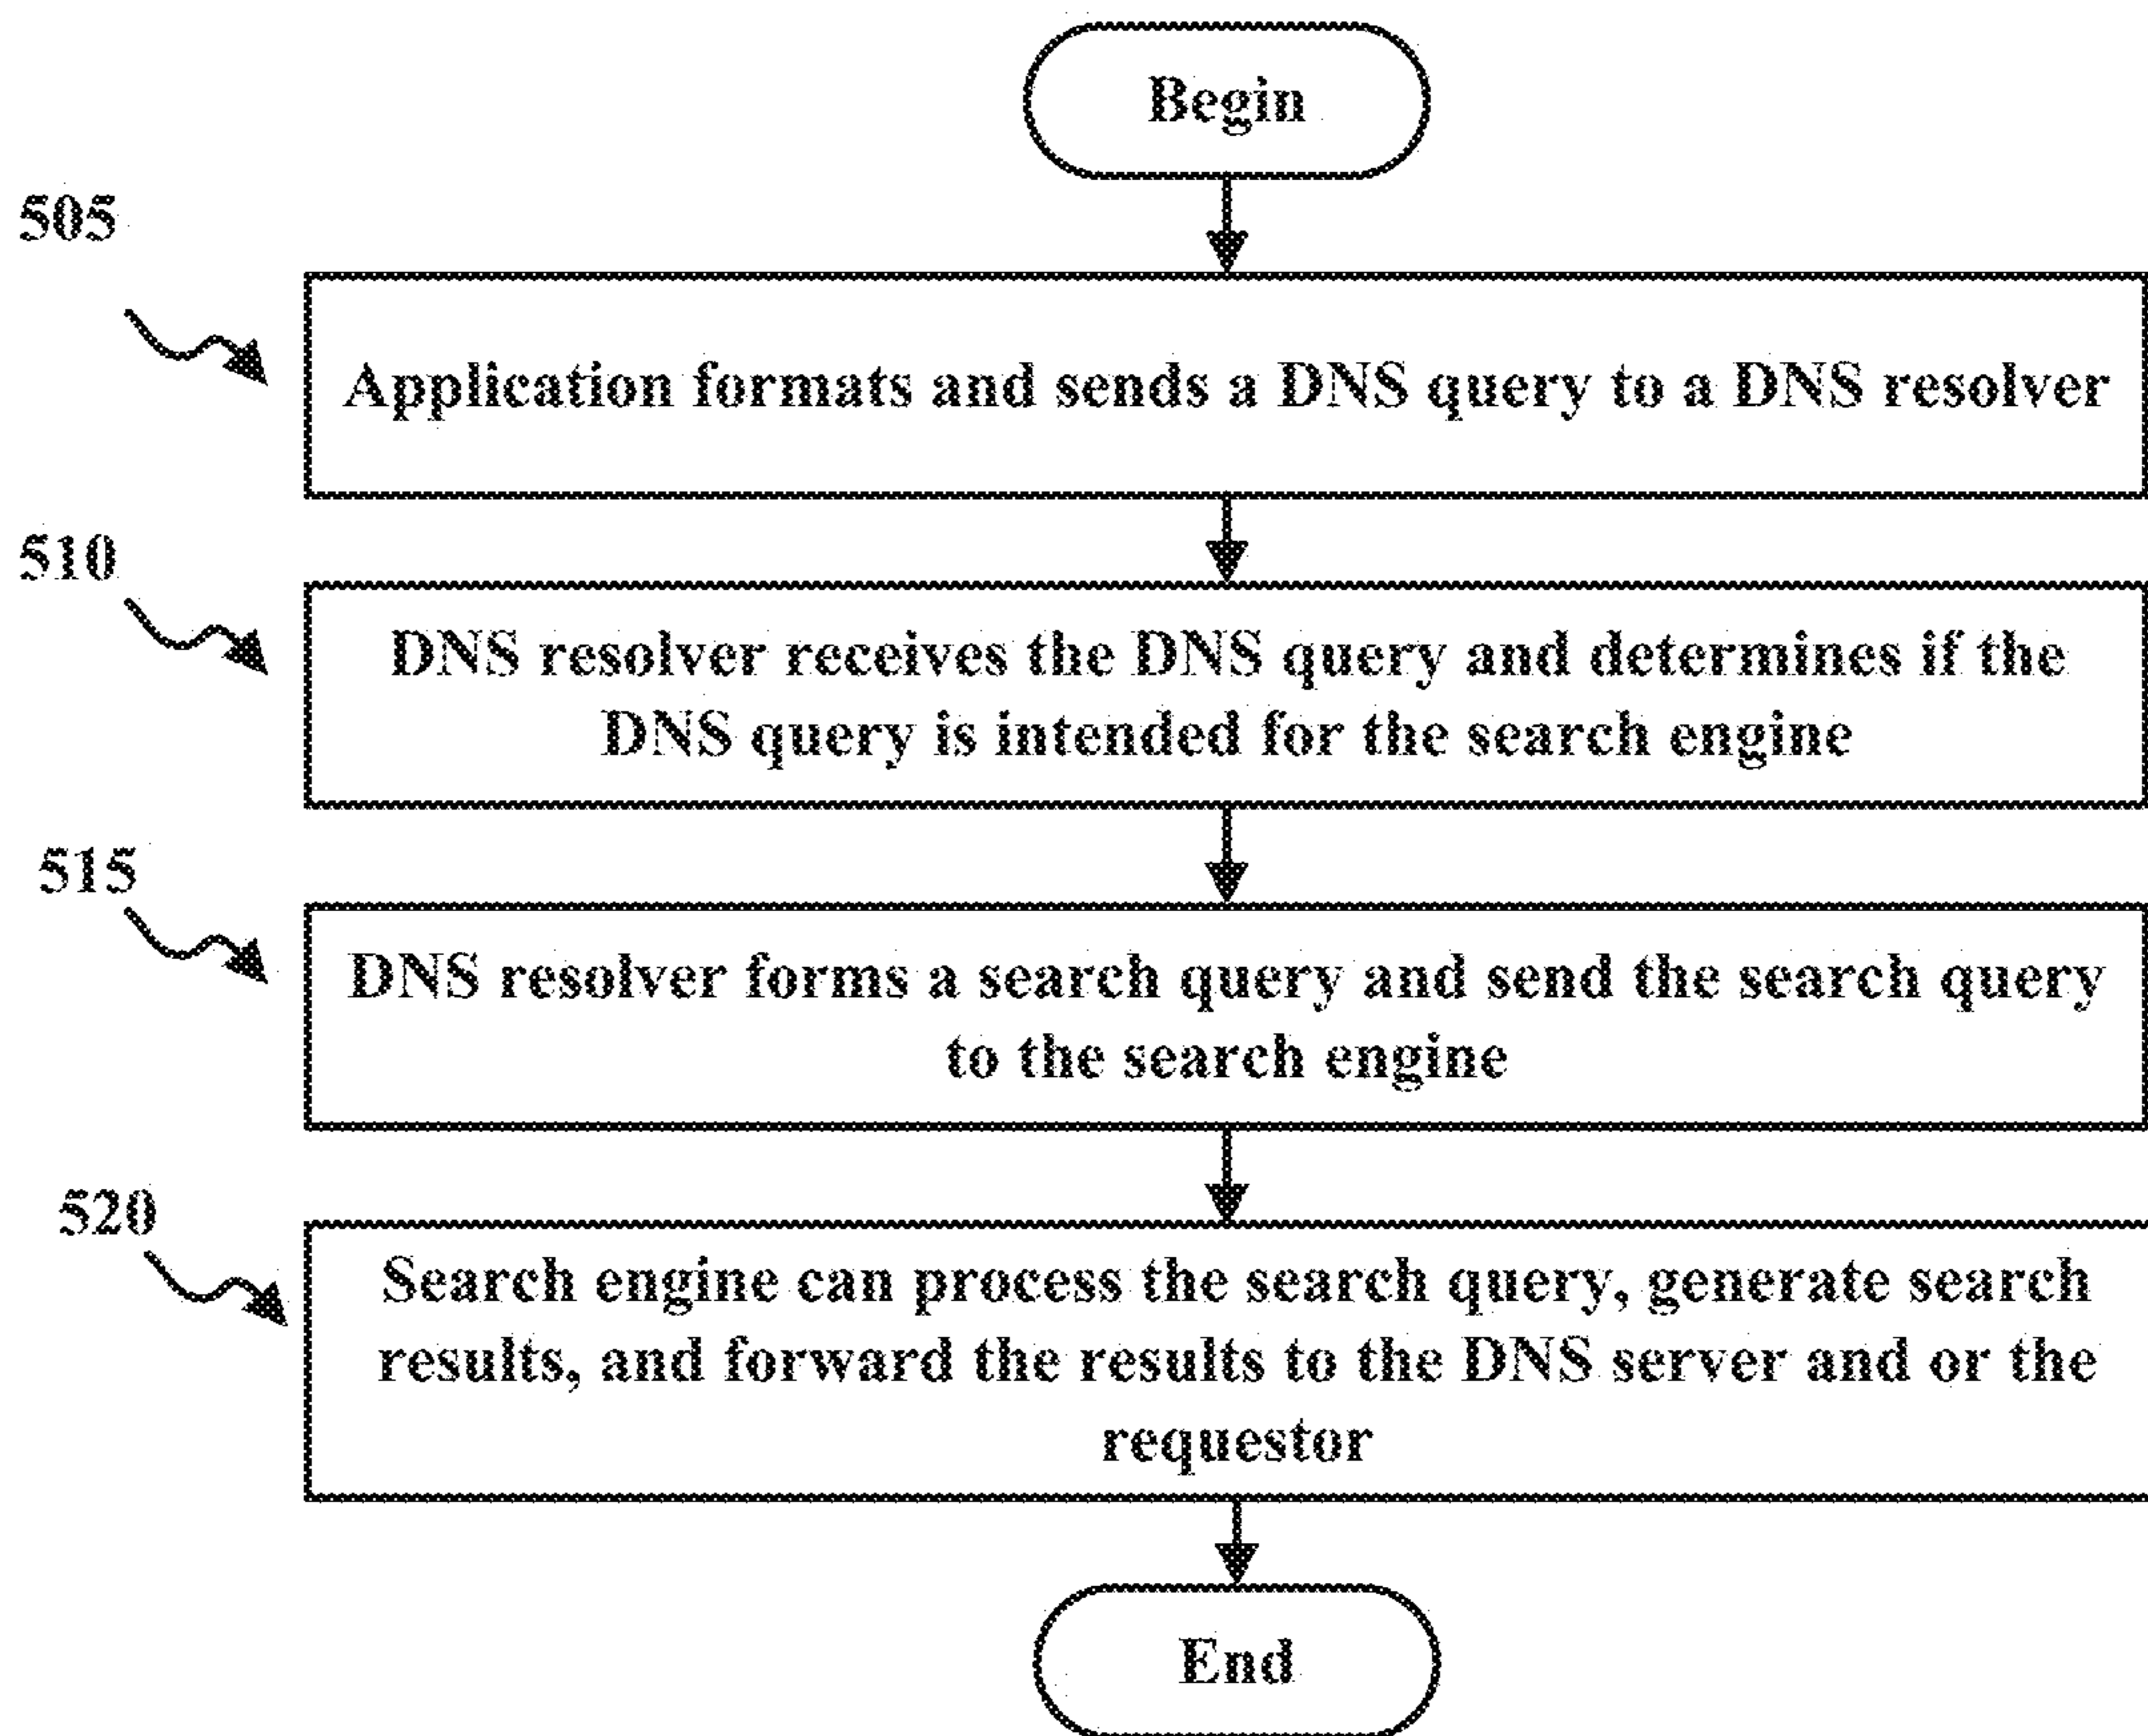 Begin
505
Application formats and sends a DNS query to a DNS resolver
510
DNS resolver receives the DNS query and determines if the
DNS query is intended for the search engine
515
DNS resolver forms a search query and send the search query
to the search engine
520
Search engine can process the search query, generate search
results, and forward the results to the DNS server and or the
requestor
End